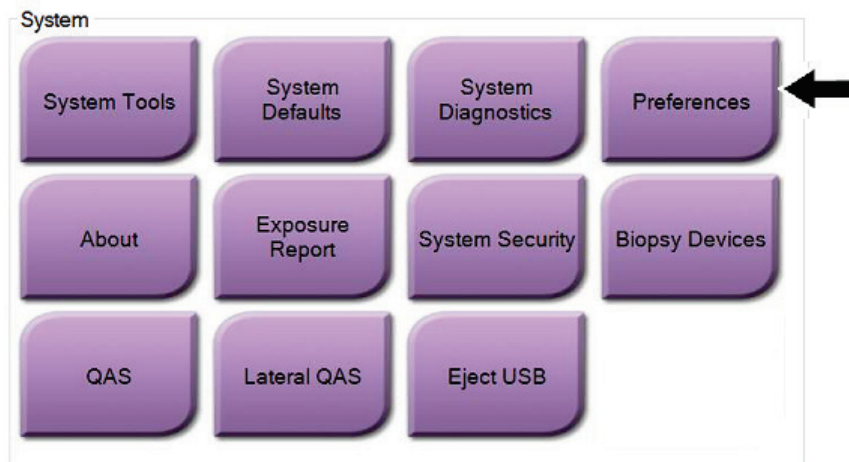 System
System Tools
System
Defaults
System
Diagnostics
Preferences
About
Exposure
Report
System Security
Biopsy Devices
QAS
Lateral QAS
Eject USB